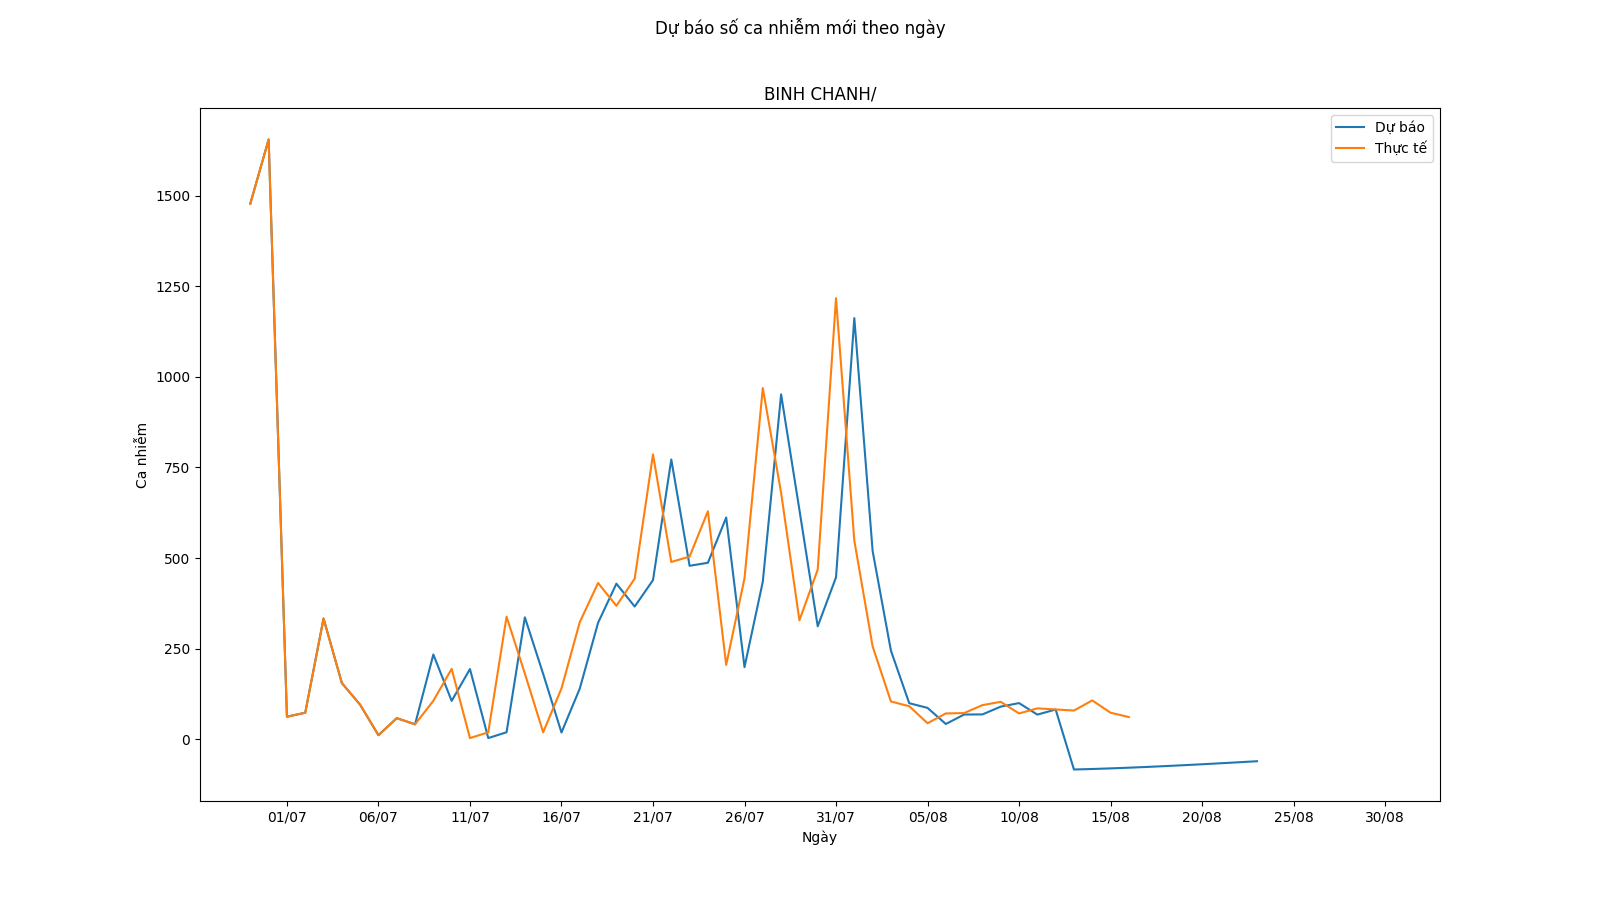 Dự báo số ca nhiễm mới theo ngày
BINH CHANH/
Dự báo
Thực tế
1500
1250
1000
750
500
250
0
Ca nhiễm
01/07 06/07 11/07 16/07 21/07 26/07 31/07 05/08 10/08 15/08 20/08 25/08 30/08
Ngày